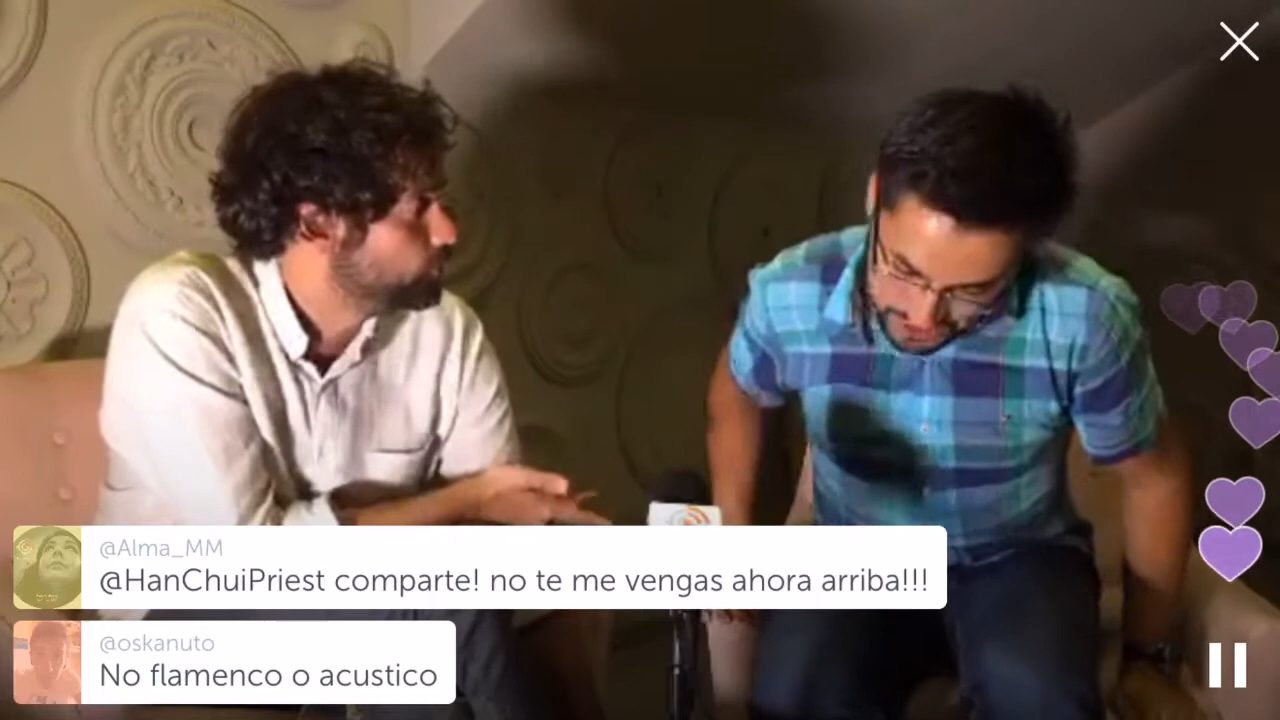 @Alma_MM
@HanChuiPriest comparte! no te me vengas ahora arriba!!!
@oskanuto
No flamenco o acustico